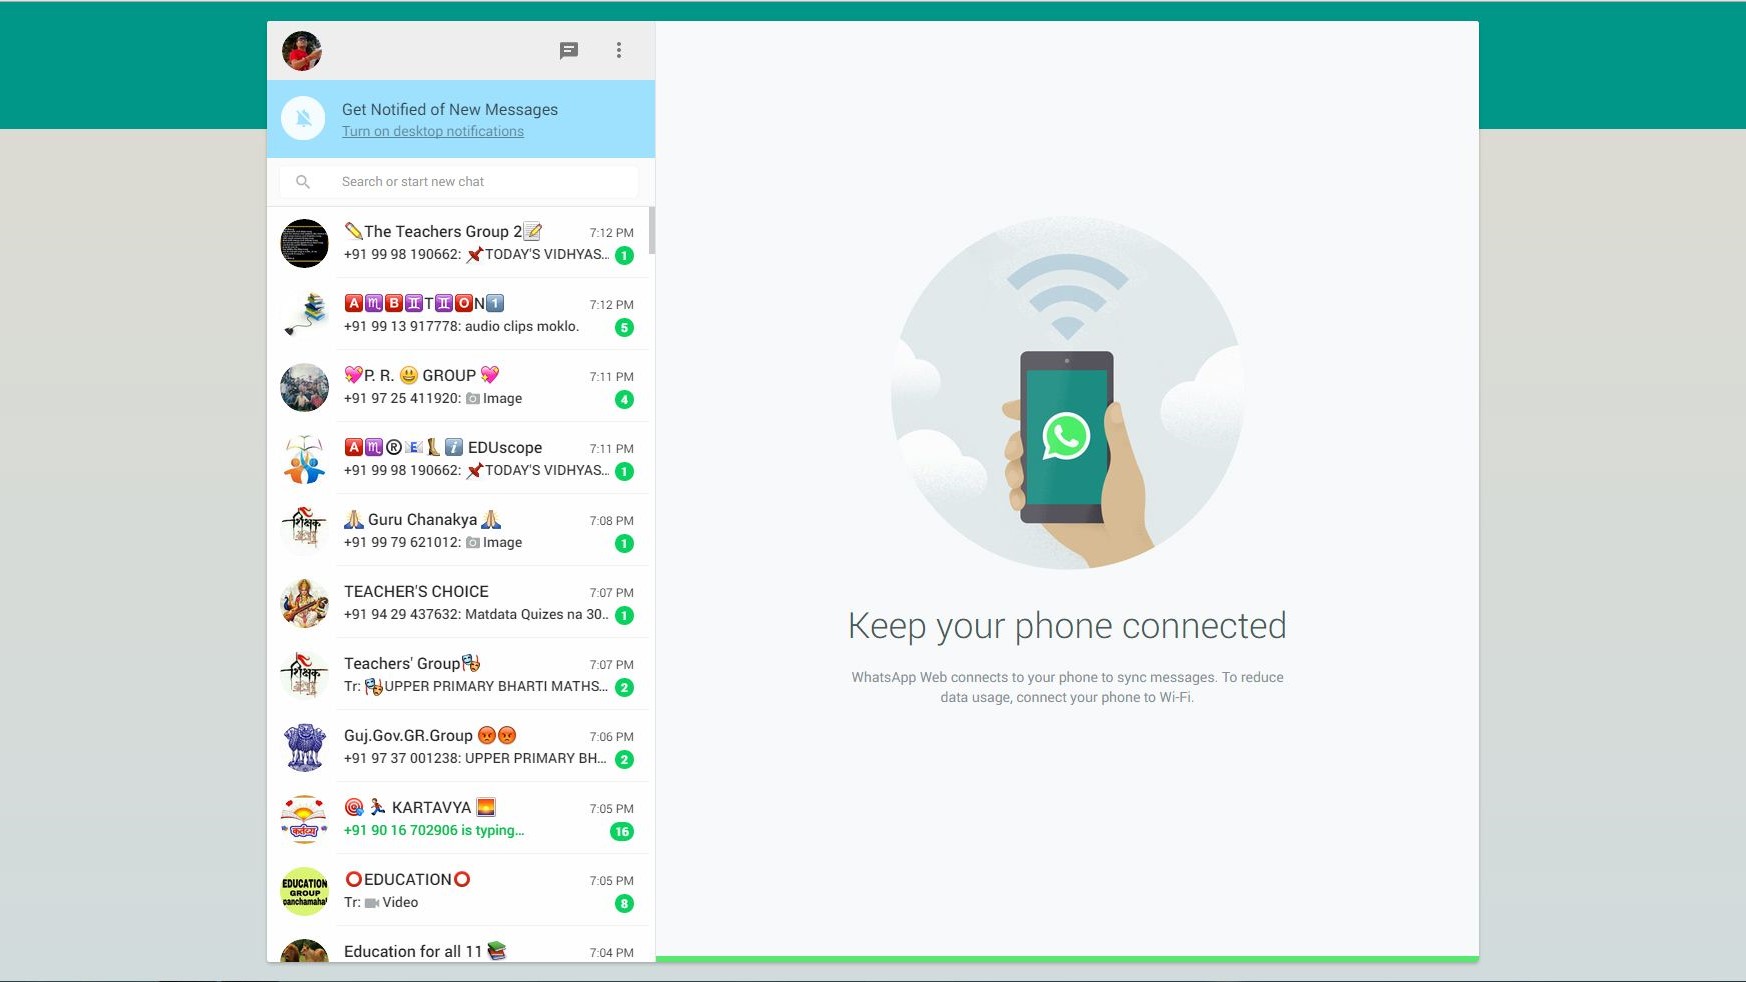 Get Notified of New Messages
Turn on desktop notifications
Search or start new chat
✏️The Teachers Group 2📝 7:12 PM
+91 99 98 190662: 📌TODAY'S VIDHYAS... 1
🅰️♏🅱️♊T♊🅾️N1️⃣ 7:12 PM
+91 99 13 917778: audio clips moklo. 5
💖P. R. 😃 GROUP 💖 7:11 PM
+91 97 25 411920: 📷 Image 4
🅰️♏®️📧👢ℹ️ EDUscope 7:11 PM
+91 99 98 190662: 📌TODAY'S VIDHYAS... 1
शिक्षक
🙏 Guru Chanakya 🙏 7:08 PM
+91 99 79 621012: 📷 Image 1
TEACHER'S CHOICE 7:07 PM
+91 94 29 437632: Matdata Quizes na 30.. 1
शिक्षक
Teachers' Group🎭 7:07 PM
Tr: 🎭UPPER PRIMARY BHARTI MATHS... 2
Guj.Gov.GR.Group 😡😡 7:06 PM
+91 97 37 001238: UPPER PRIMARY BH... 2
कर्तव्य
🎯🏃 KARTAVYA 🌅 7:05 PM
+91 90 16 702906 is typing... 16
EDUCATION
GROUP
panchamahal
⭕EDUCATION⭕ 7:05 PM
Tr: 📹 Video 8
Education for all 11 📚 7:04 PM
Keep your phone connected
WhatsApp Web connects to your phone to sync messages. To reduce
data usage, connect your phone to Wi-Fi.